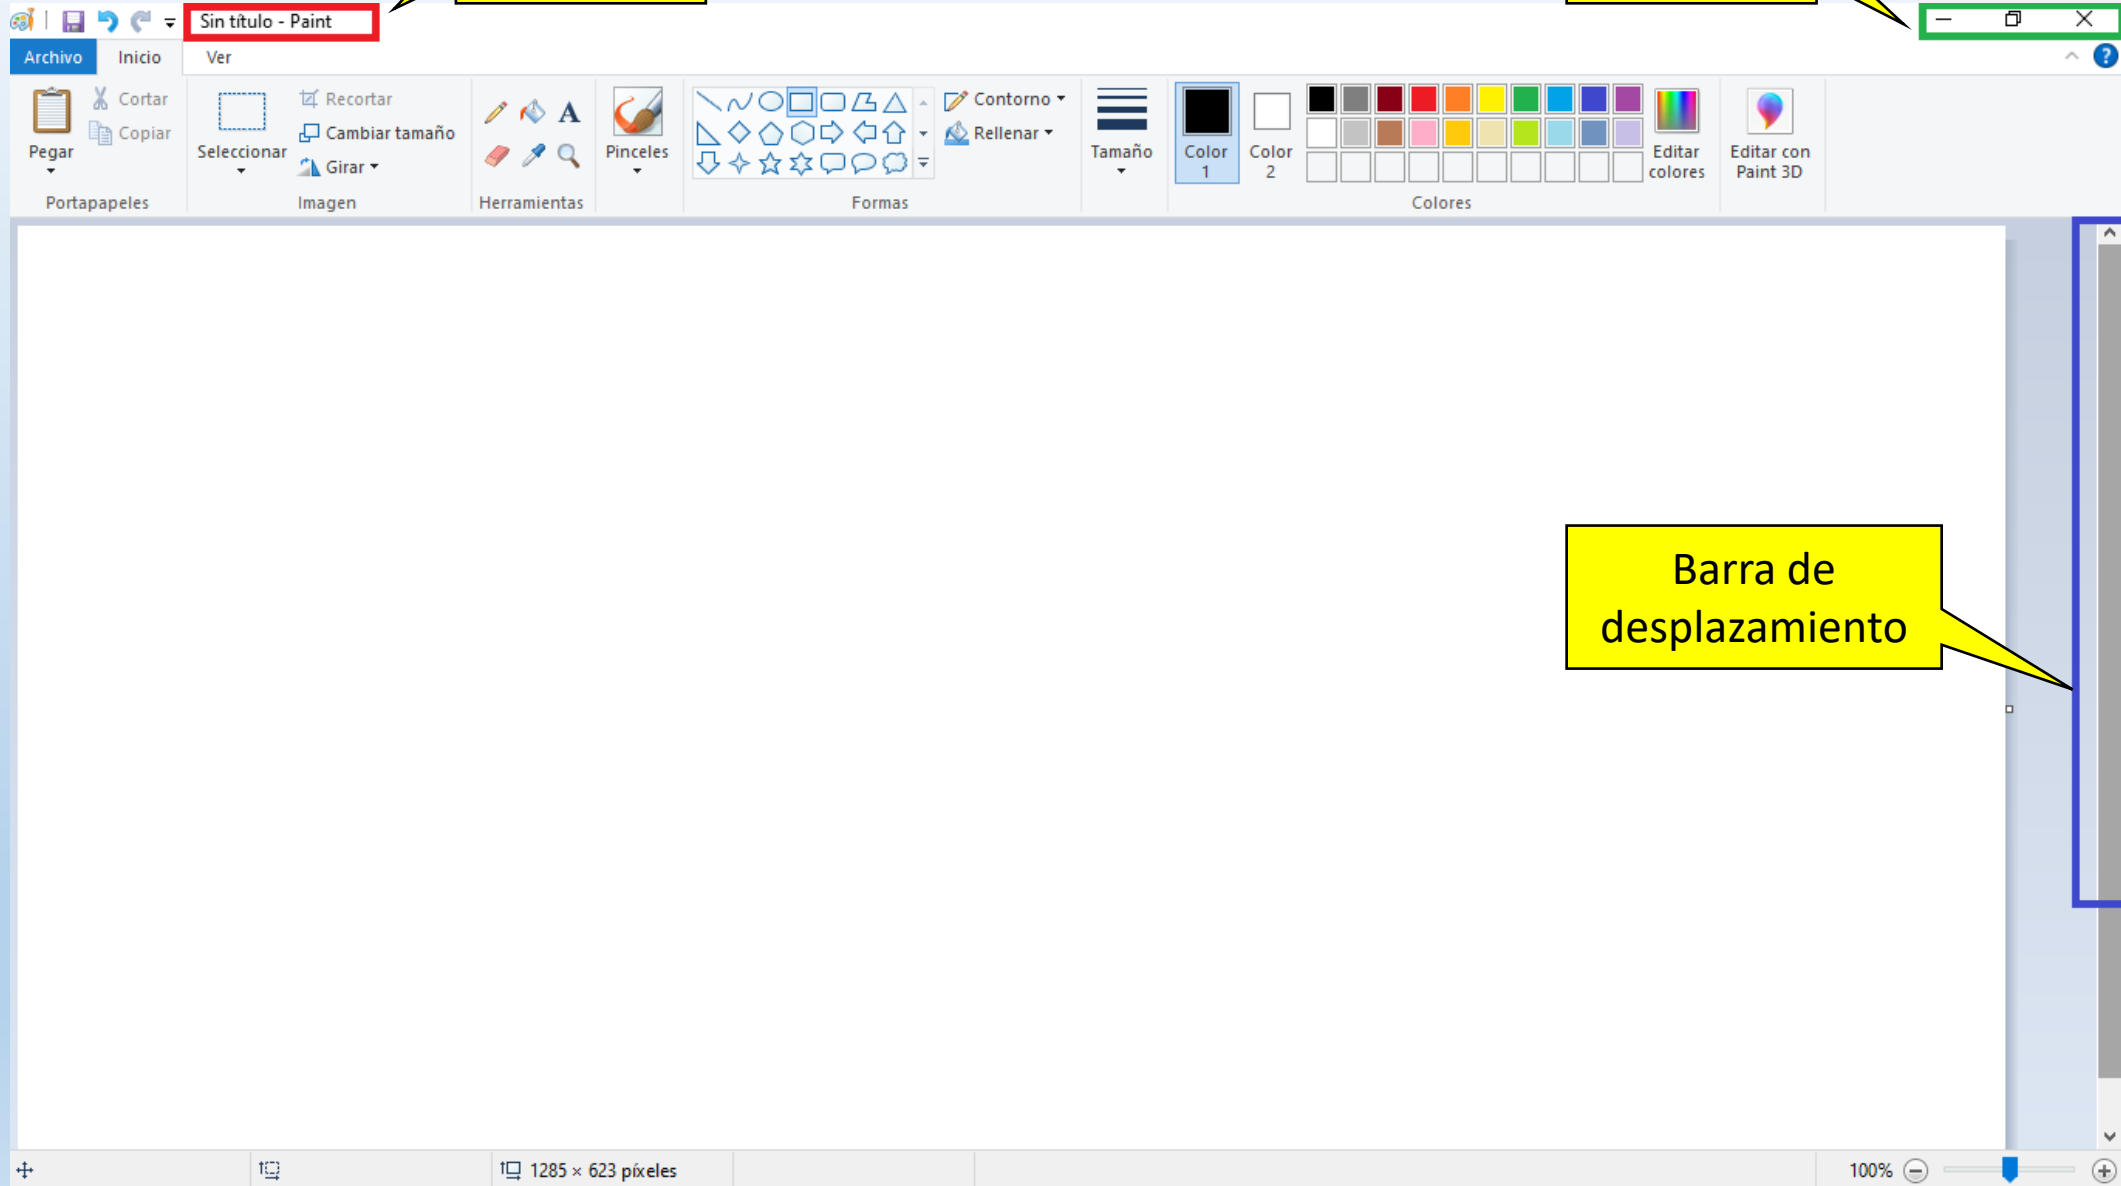 Sin título - Paint
Archivo Inicio Ver
Pegar
Cortar
Copiar
Portapapeles
Seleccionar
Recortar
Cambiar tamaño
Girar
Imagen
A
Herramientas
Pinceles
Contorno
Rellenar
Formas
Tamaño
Color
1
Color
2
Editar
colores
Colores
Editar con
Paint 3D
Barra de
desplazamiento
1285 × 623 píxeles
100%